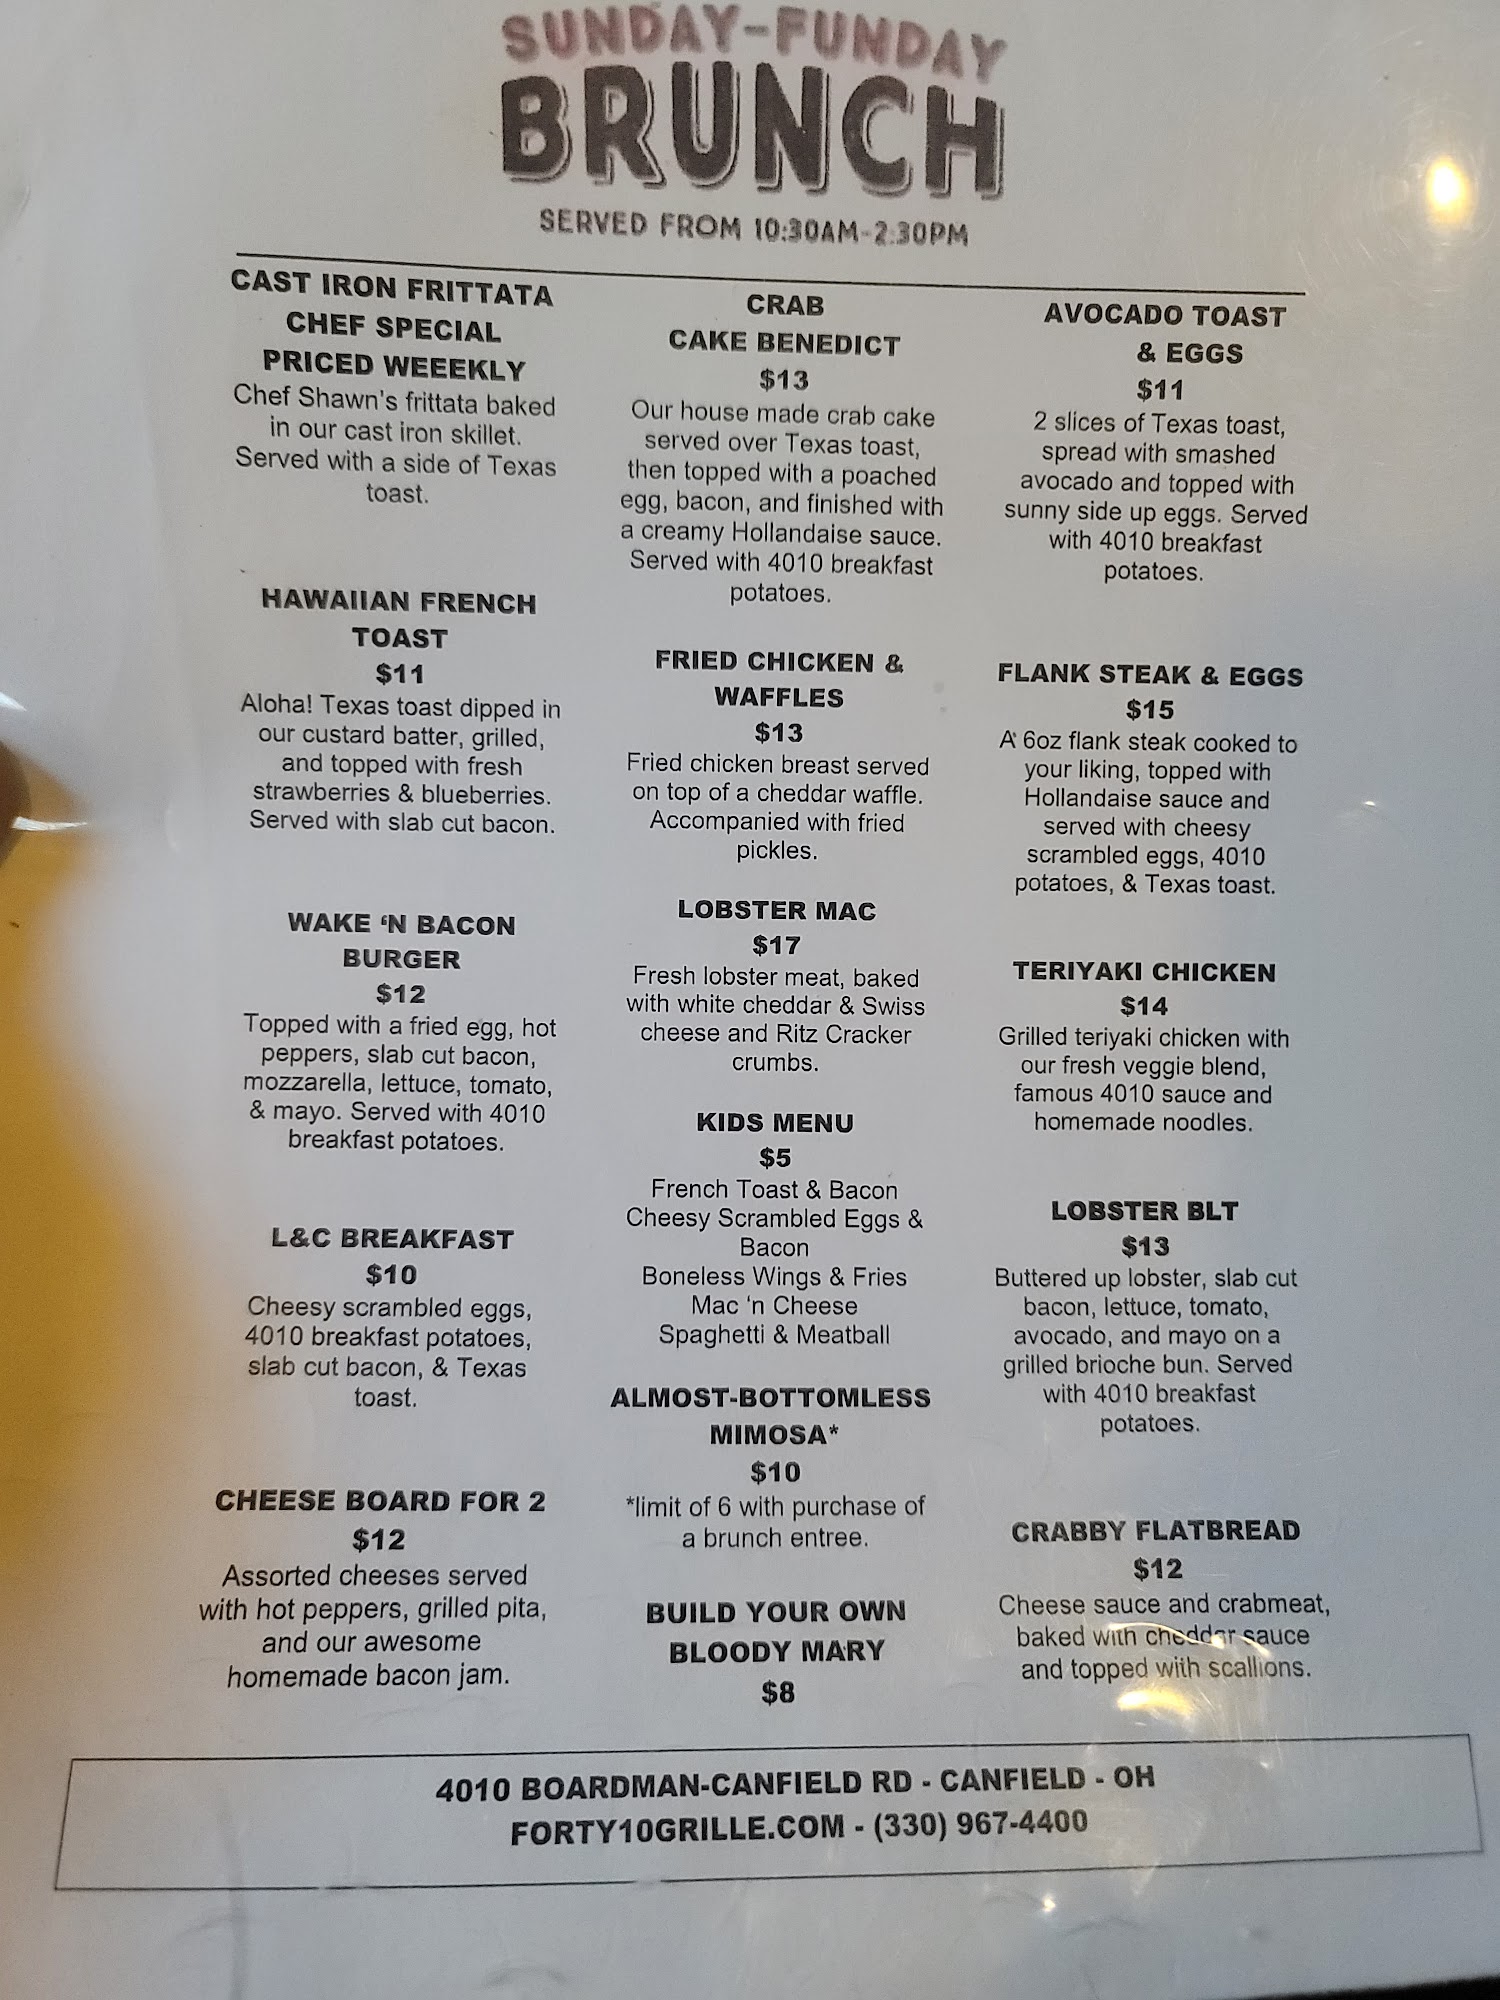 SUNDAY-FUNDAY
BRUNCH
SERVED FROM 10:30AM-2:30PM
CAST IRON FRITTATA
CHEF SPECIAL
PRICED WEEEKLY
Chef Shawn's frittata baked
in our cast iron skillet.
Served with a side of Texas
toast.
HAWAIIAN FRENCH
TOAST
$11
Aloha! Texas toast dipped in
our custard batter, grilled,
and topped with fresh
strawberries & blueberries.
Served with slab cut bacon.
WAKE ‘N BACON
BURGER
$12
Topped with a fried egg, hot
peppers, slab cut bacon,
mozzarella, lettuce, tomato,
& mayo. Served with 4010
breakfast potatoes.
L&C BREAKFAST
$10
Cheesy scrambled eggs,
4010 breakfast potatoes,
slab cut bacon, & Texas
toast.
CHEESE BOARD FOR 2
$12
Assorted cheeses served
with hot peppers, grilled pita,
and our awesome
homemade bacon jam.
CRAB
CAKE BENEDICT
$13
Our house made crab cake
served over Texas toast,
then topped with a poached
egg, bacon, and finished with
a creamy Hollandaise sauce.
Served with 4010 breakfast
potatoes.
FRIED CHICKEN &
WAFFLES
$13
Fried chicken breast served
on top of a cheddar waffle.
Accompanied with fried
pickles.
LOBSTER MAC
$17
Fresh lobster meat, baked
with white cheddar & Swiss
cheese and Ritz Cracker
crumbs.
KIDS MENU
$5
French Toast & Bacon
Cheesy Scrambled Eggs &
Bacon
Boneless Wings & Fries
Mac ‘n Cheese
Spaghetti & Meatball
ALMOST-BOTTOMLESS
MIMOSA*
$10
*limit of 6 with purchase of
a brunch entree.
BUILD YOUR OWN
BLOODY MARY
$8
AVOCADO TOAST
& EGGS
$11
2 slices of Texas toast,
spread with smashed
avocado and topped with
sunny side up eggs. Served
with 4010 breakfast
potatoes.
FLANK STEAK & EGGS
$15
A 6oz flank steak cooked to
your liking, topped with
Hollandaise sauce and
served with cheesy
scrambled eggs, 4010
potatoes, & Texas toast.
TERIYAKI CHICKEN
$14
Grilled teriyaki chicken with
our fresh veggie blend,
famous 4010 sauce and
homemade noodles.
LOBSTER BLT
$13
Buttered up lobster, slab cut
bacon, lettuce, tomato,
avocado, and mayo on a
grilled brioche bun. Served
with 4010 breakfast
potatoes.
CRABBY FLATBREAD
$12
Cheese sauce and crabmeat,
baked with cheddar sauce
and topped with scallions.
4010 BOARDMAN-CANFIELD RD - CANFIELD - OH
FORTY10GRILLE.COM - (330) 967-4400